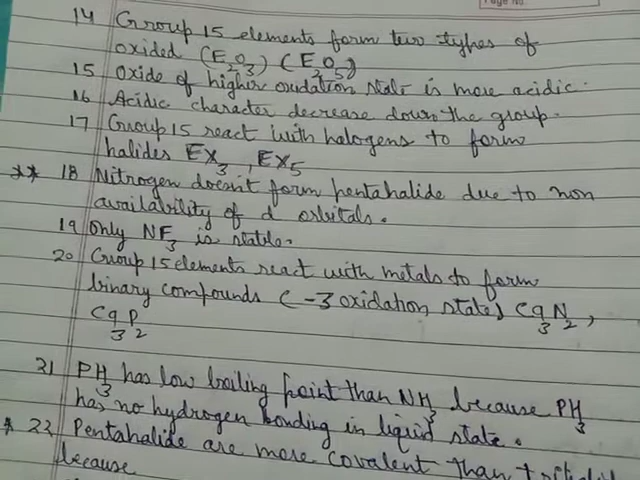 Page No.
14 Group 15 elements form two types of
oxided (E2O3) (E2O5)
15 Oxide of higher oxidation state is more acidic.
16 Acidic character decrease down the group.
17 Group 15 react with halogens to form
halides EX3, EX5
** 18 Nitrogen doesn't form pentahalide due to non
availability of d orbitals.
19 Only NF3 is stable.
20 Group 15 elements react with metals to form
binary compounds (-3 oxidation state) Ca3N2,
Ca3P2
21 PH3 has low boiling point than NH3 because PH3
has no hydrogen bonding in liquid state.
* 22 Pentahalide are more covalent than
because